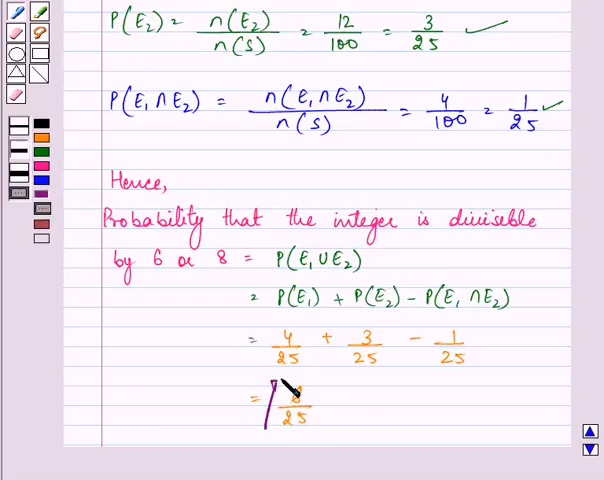 P(E₂) = n(E₂)/n(S) = 12/100 = 3/25 ✓
P(E₁ ∩ E₂) = n(E₁ ∩ E₂)/n(S) = 4/100 = 1/25 ✓
Hence,
Probability that the integer is diviseble
by 6 or 8 = P(E₁ ∪ E₂)
= P(E₁) + P(E₂) − P(E₁ ∩ E₂)
= 4/25 + 3/25 − 1/25
= /25